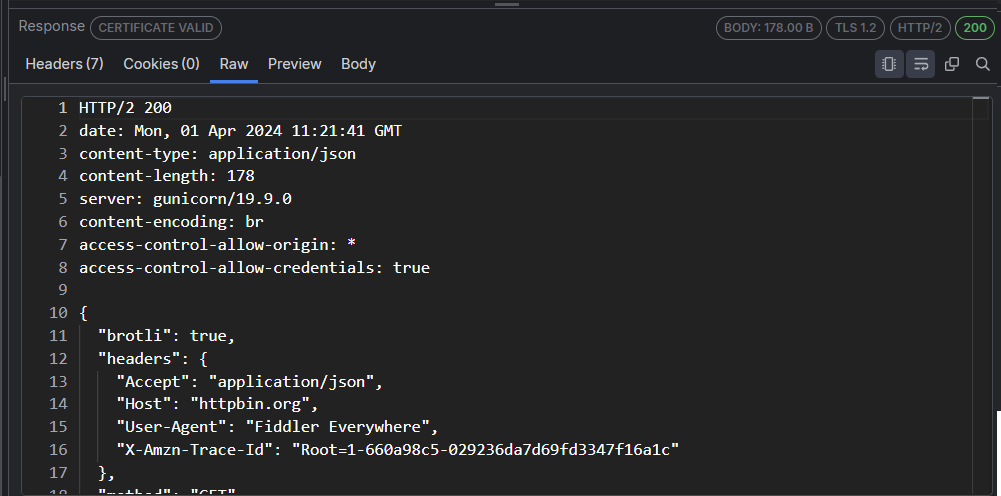 Response CERTIFICATE VALID BODY: 178.00 B TLS 1.2 HTTP/2 200
Headers (7) Cookies (0) Raw Preview Body
1 HTTP/2 200
2 date: Mon, 01 Apr 2024 11:21:41 GMT
3 content-type: application/json
4 content-length: 178
5 server: gunicorn/19.9.0
6 content-encoding: br
7 access-control-allow-origin: *
8 access-control-allow-credentials: true
9
10 {
11 "brotli": true,
12 "headers": {
13 "Accept": "application/json",
14 "Host": "httpbin.org",
15 "User-Agent": "Fiddler Everywhere",
16 "X-Amzn-Trace-Id": "Root=1-660a98c5-029236da7d69fd3347f16a1c"
17 },
18 "method": "GET"